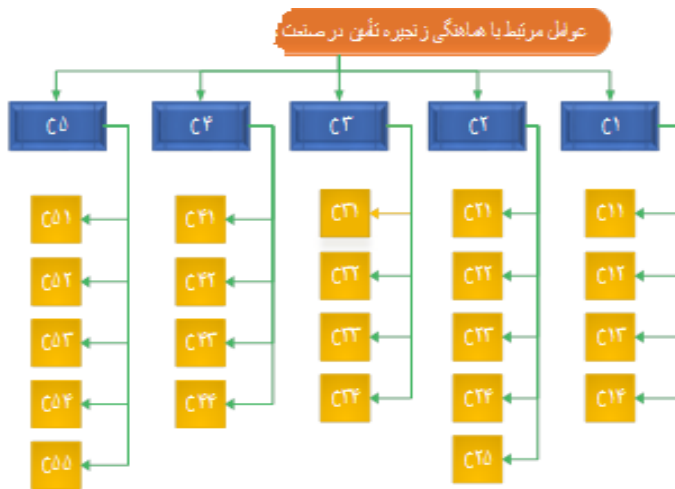 عوامل مرتبط با هماهنگی زنجیره تأمین در صنعت
C۱
C۲
C۳
C۴
C۵
C۱۱
C۱۲
C۱۳
C۱۴
C۲۱
C۲۲
C۲۳
C۲۴
C۲۵
C۳۱
C۳۲
C۳۳
C۳۴
C۴۱
C۴۲
C۴۳
C۴۴
C۵۱
C۵۲
C۵۳
C۵۴
C۵۵